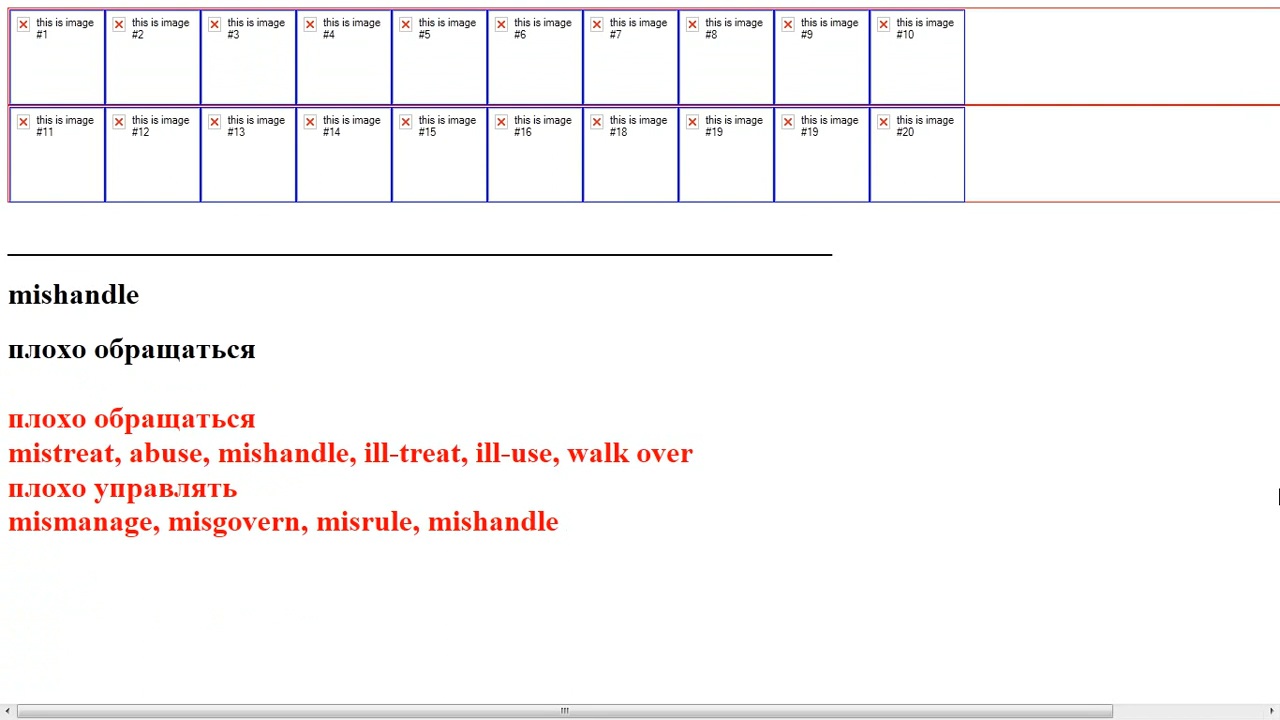 this is image this is image this is image this is image this is image this is image this is image this is image this is image this is image
#1 #2 #3 #4 #5 #6 #7 #8 #9 #10
this is image this is image this is image this is image this is image this is image this is image this is image this is image this is image
#11 #12 #13 #14 #15 #16 #18 #19 #19 #20
mishandle
плохо обращаться
плохо обращаться
mistreat, abuse, mishandle, ill-treat, ill-use, walk over
плохо управлять
mismanage, misgovern, misrule, mishandle